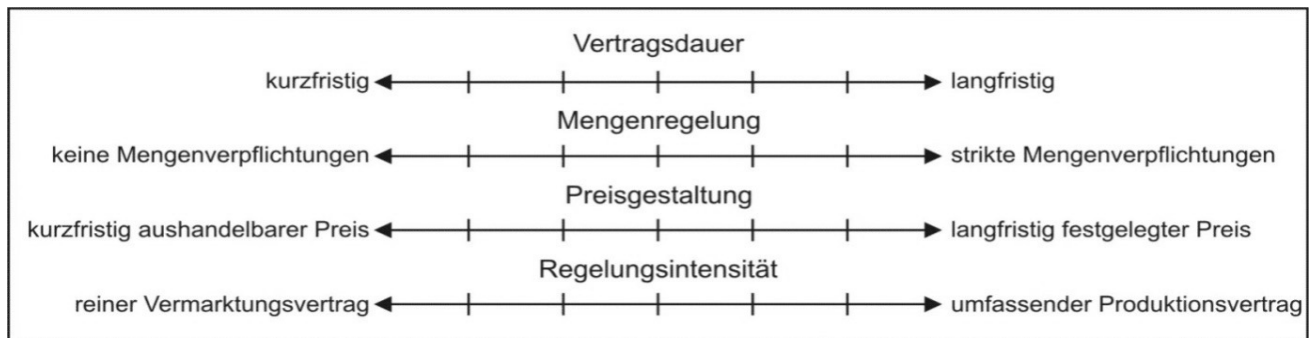 Vertragsdauer
kurzfristig langfristig
Mengenregelung
keine Mengenverpflichtungen strikte Mengenverpflichtungen
Preisgestaltung
kurzfristig aushandelbarer Preis langfristig festgelegter Preis
Regelungsintensität
reiner Vermarktungsvertrag umfassender Produktionsvertrag